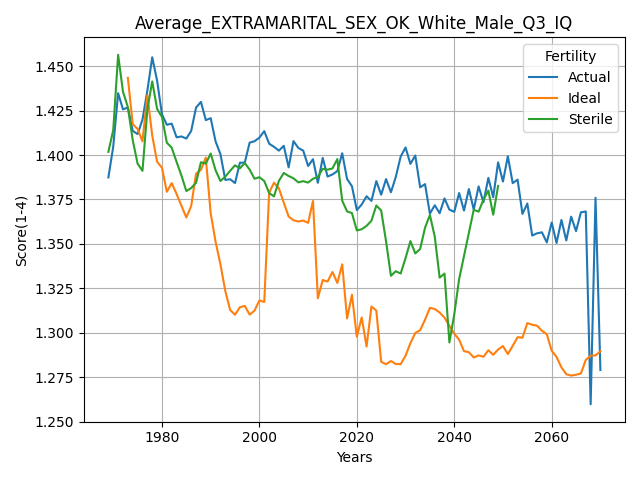 Average_EXTRAMARITAL_SEX_OK_White_Male_Q3_IQ
Fertility
Actual
Ideal
Sterile
Score(1-4)
1.450
1.425
1.400
1.375
1.350
1.325
1.300
1.275
1.250
1980 2000 2020 2040 2060
Years